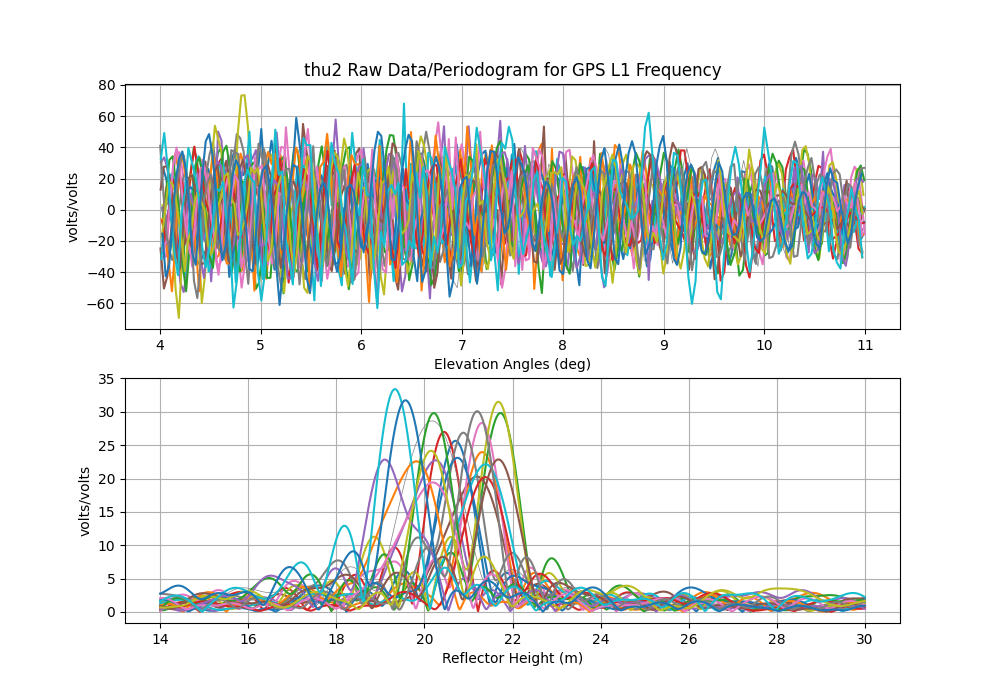 thu2 Raw Data/Periodogram for GPS L1 Frequency
80
60
40
20
0
−20
−40
−60
volts/volts
4 5 6 7 8 9 10 11
Elevation Angles (deg)
35
30
25
20
15
10
5
0
volts/volts
14 16 18 20 22 24 26 28 30
Reflector Height (m)